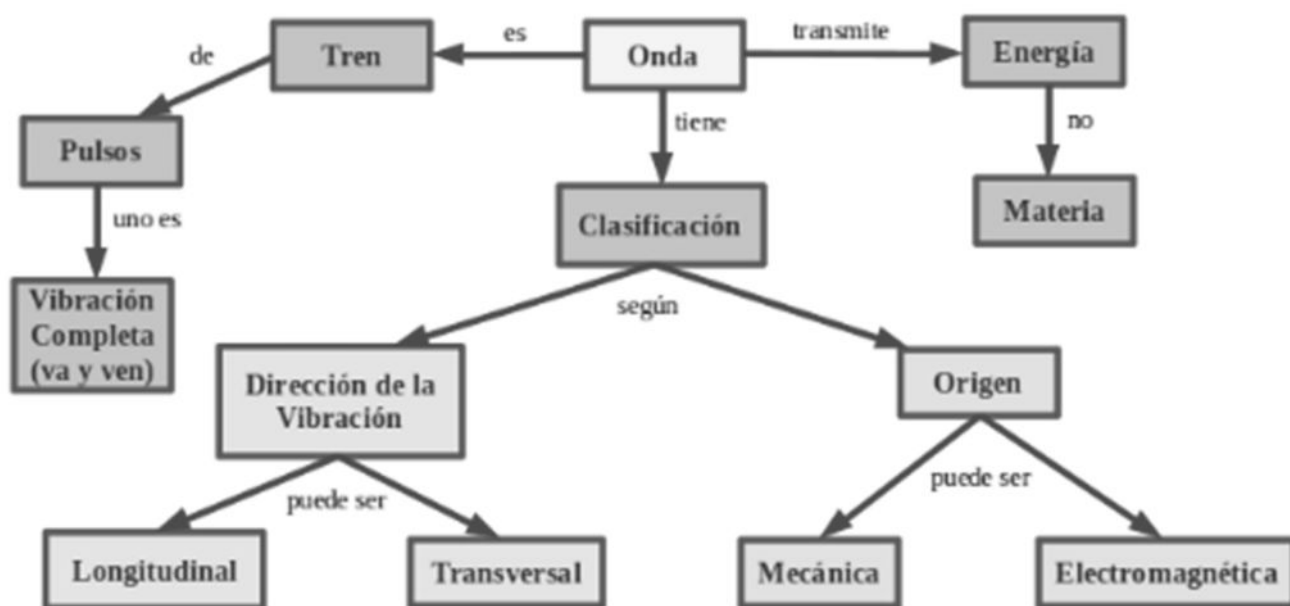 de
Tren
es
Onda
transmite
Energía
Pulsos
tiene
no
uno es
Clasificación
Materia
Vibración
Completa
(va y ven)
según
Dirección de la
Vibración
Origen
puede ser
puede ser
Longitudinal
Transversal
Mecánica
Electromagnética